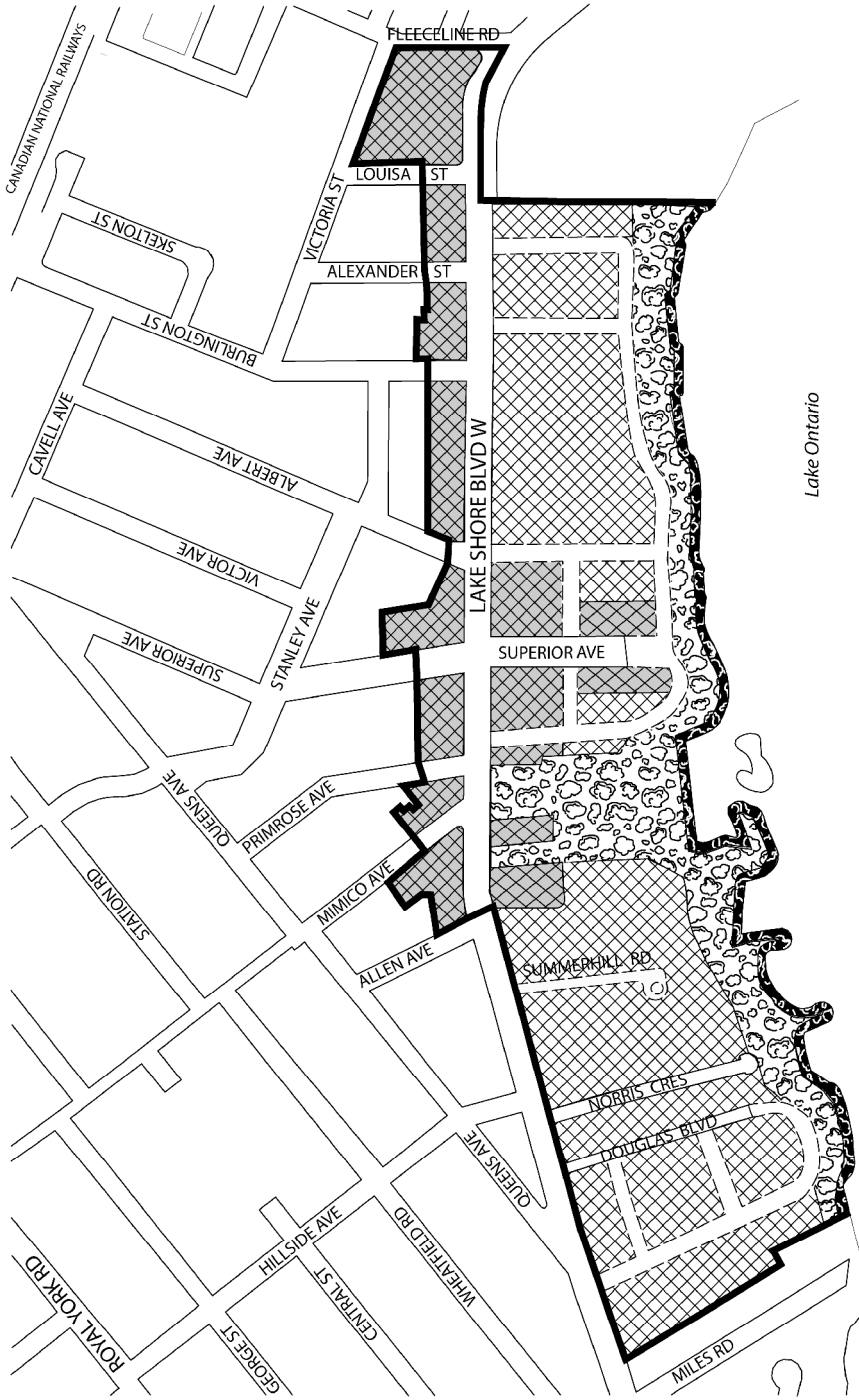 FLEECELINE RD
CANADIAN NATIONAL RAILWAYS
LOUISA ST
VICTORIA ST
SKELTON ST
ALEXANDER ST
BURLINGTON ST
CAVELL AVE
ALBERT AVE
Lake Ontario
LAKE SHORE BLVD W
VICTOR AVE
STANLEY AVE
SUPERIOR AVE
SUPERIOR AVE
QUEENS AVE
PRIMROSE AVE
STATION RD
MIMICO AVE
ALLEN AVE
SUMMERHILL RD
NORRIS CRES
DOUGLAS BLVD
QUEENS AVE
HILLSIDE AVE
WHEATFIELD RD
ROYAL YORK RD
CENTRAL ST
GEORGE ST
MILES RD